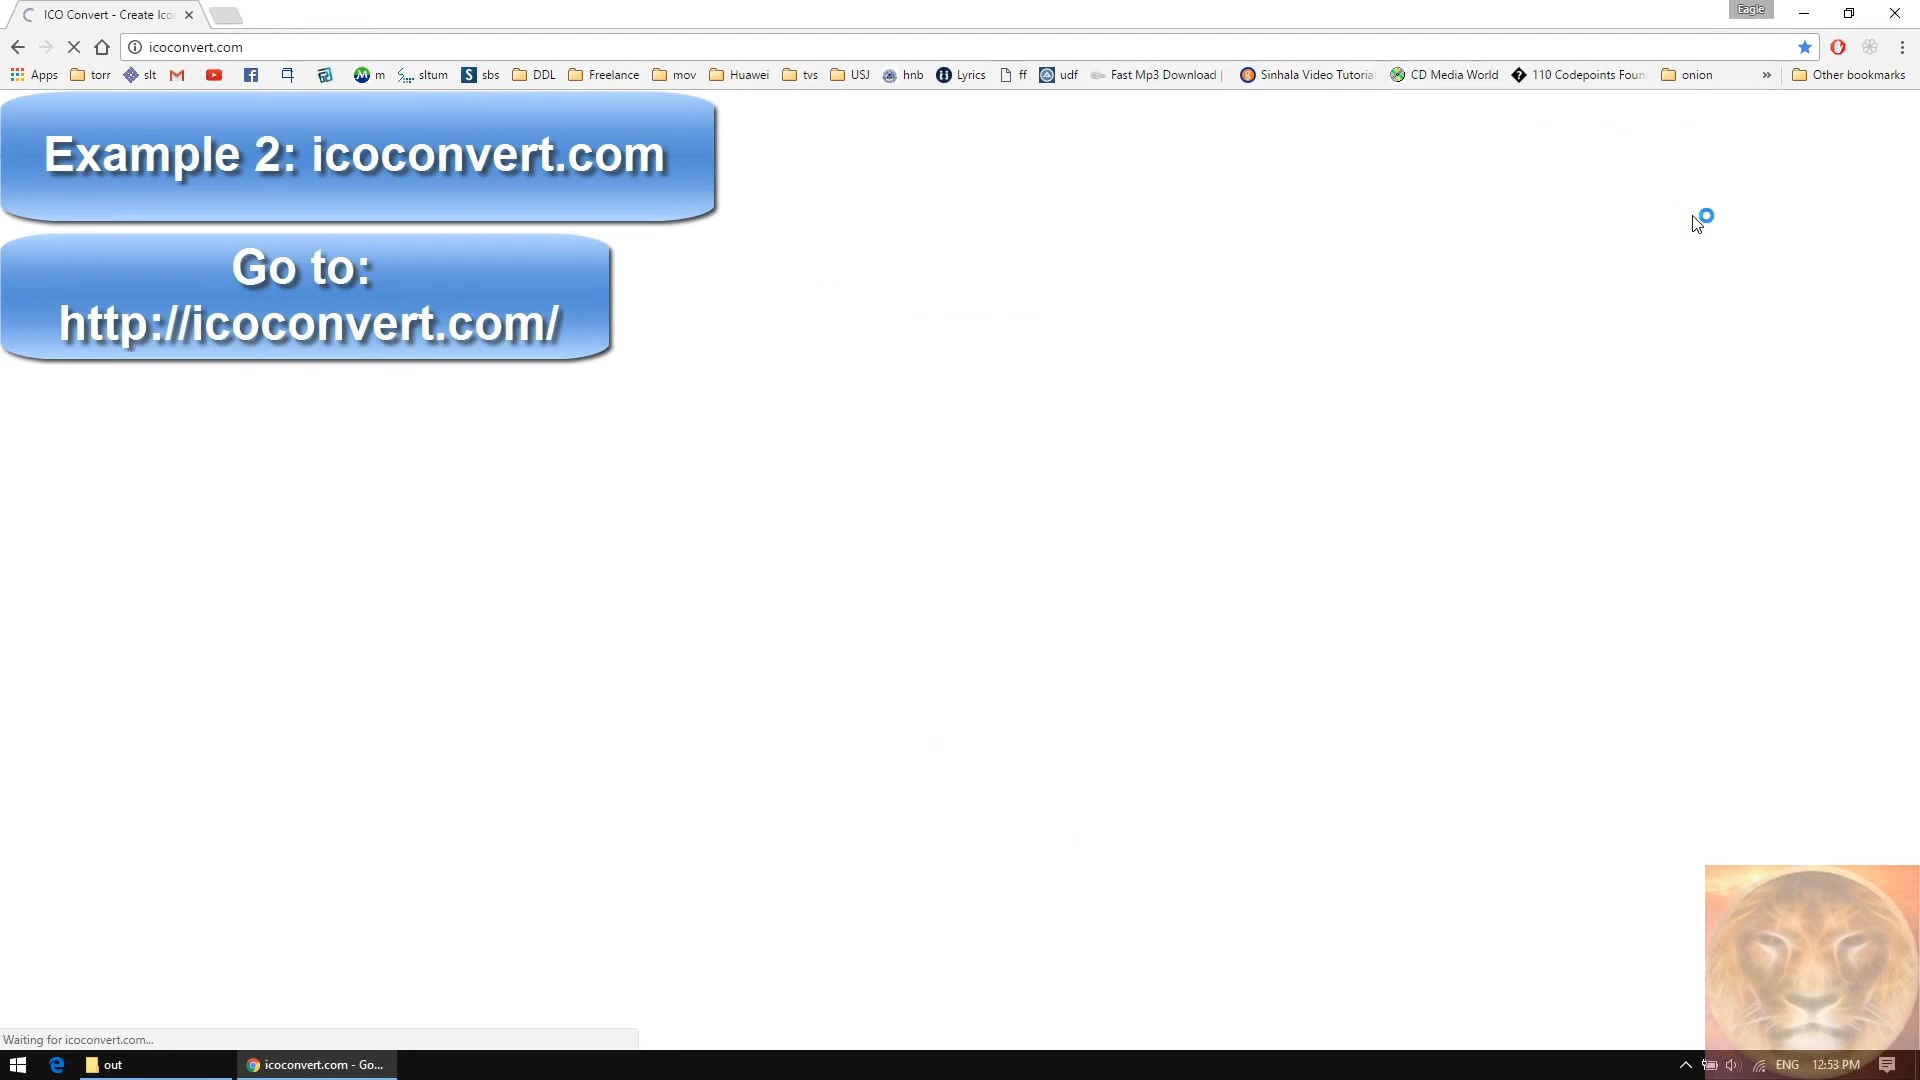 ICO Convert - Create Ico
Eagle
icoconvert.com
Apps torr slt m sltum sbs DDL Freelance mov Huawei tvs USJ hnb Lyrics ff udf Fast Mp3 Download | Sinhala Video Tutoria CD Media World 110 Codepoints Foun onion » Other bookmarks
Example 2: icoconvert.com
Go to:
http://icoconvert.com/
Waiting for icoconvert.com...
out icoconvert.com - Go... ENG 12:53 PM